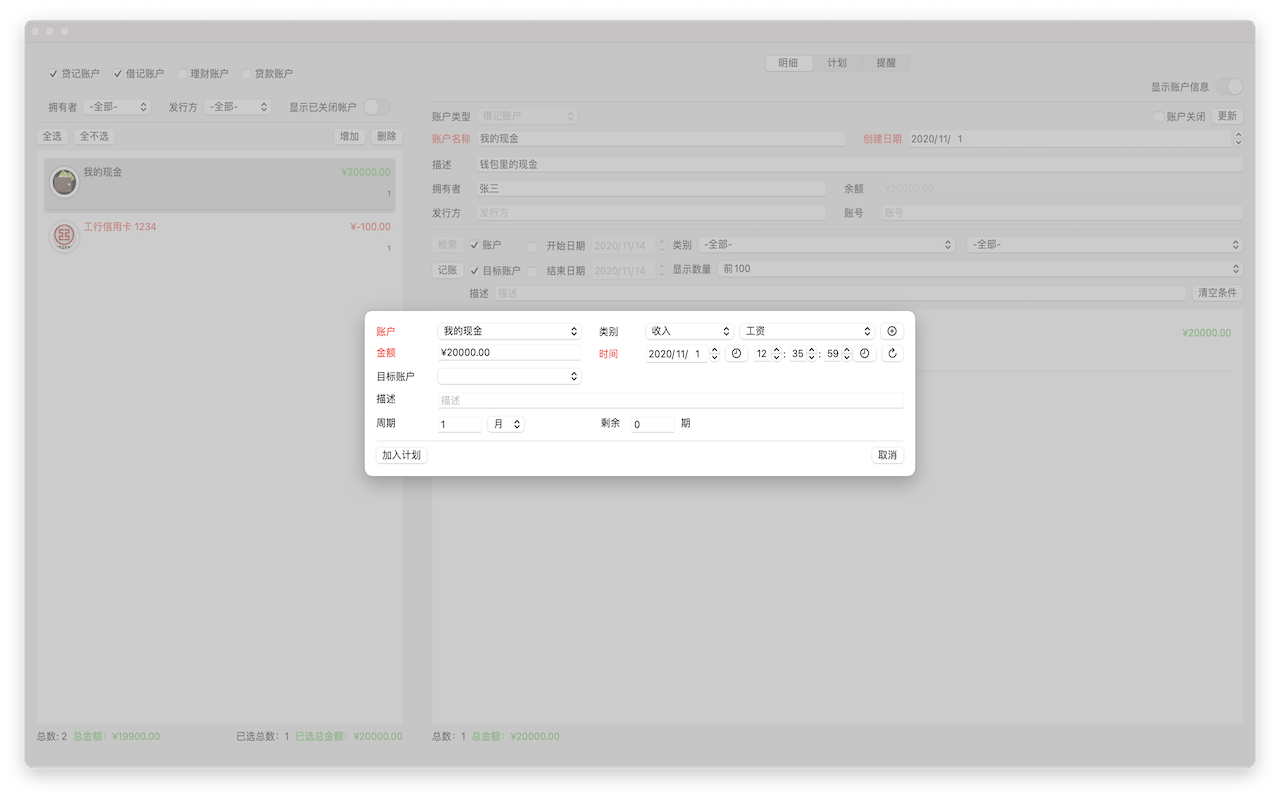 明细 计划 提醒
贷记账户 借记账户 理财账户 贷款账户
显示账户信息
拥有者 -全部- 发行方 -全部- 显示已关闭帐户
账户类型 借记账户 账户关闭 更新
全选 全不选 增加 删除
账户名称 我的现金 创建日期 2020/11/ 1
描述 钱包里的现金
我的现金 ¥20000.00
1
拥有者 张三 余额 ¥20000.00
发行方 发行方 账号 账号
工行信用卡 1234 ¥-100.00
1
检索 账户 开始日期 2020/11/14 类别 -全部- -全部-
记账 目标账户 结束日期 2020/11/14 显示数量 前100
描述 描述 清空条件
¥20000.00
账户 我的现金 类别 收入 工资
金额 ¥20000.00 时间 2020/11/ 1 12 : 35 : 59
目标账户
描述 描述
周期 1 月 剩余 0 期
加入计划 取消
总数: 2 总金额: ¥19900.00 已选总数: 1 已选总金额: ¥20000.00
总数: 1 总金额: ¥20000.00